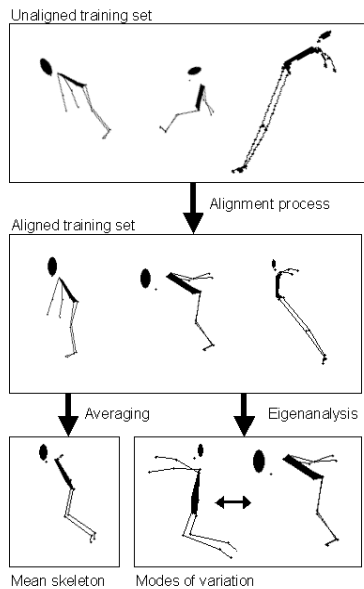 Unaligned training set
Alignment process
Aligned training set
Averaging
Eigenanalysis
Mean skeleton
Modes of variation